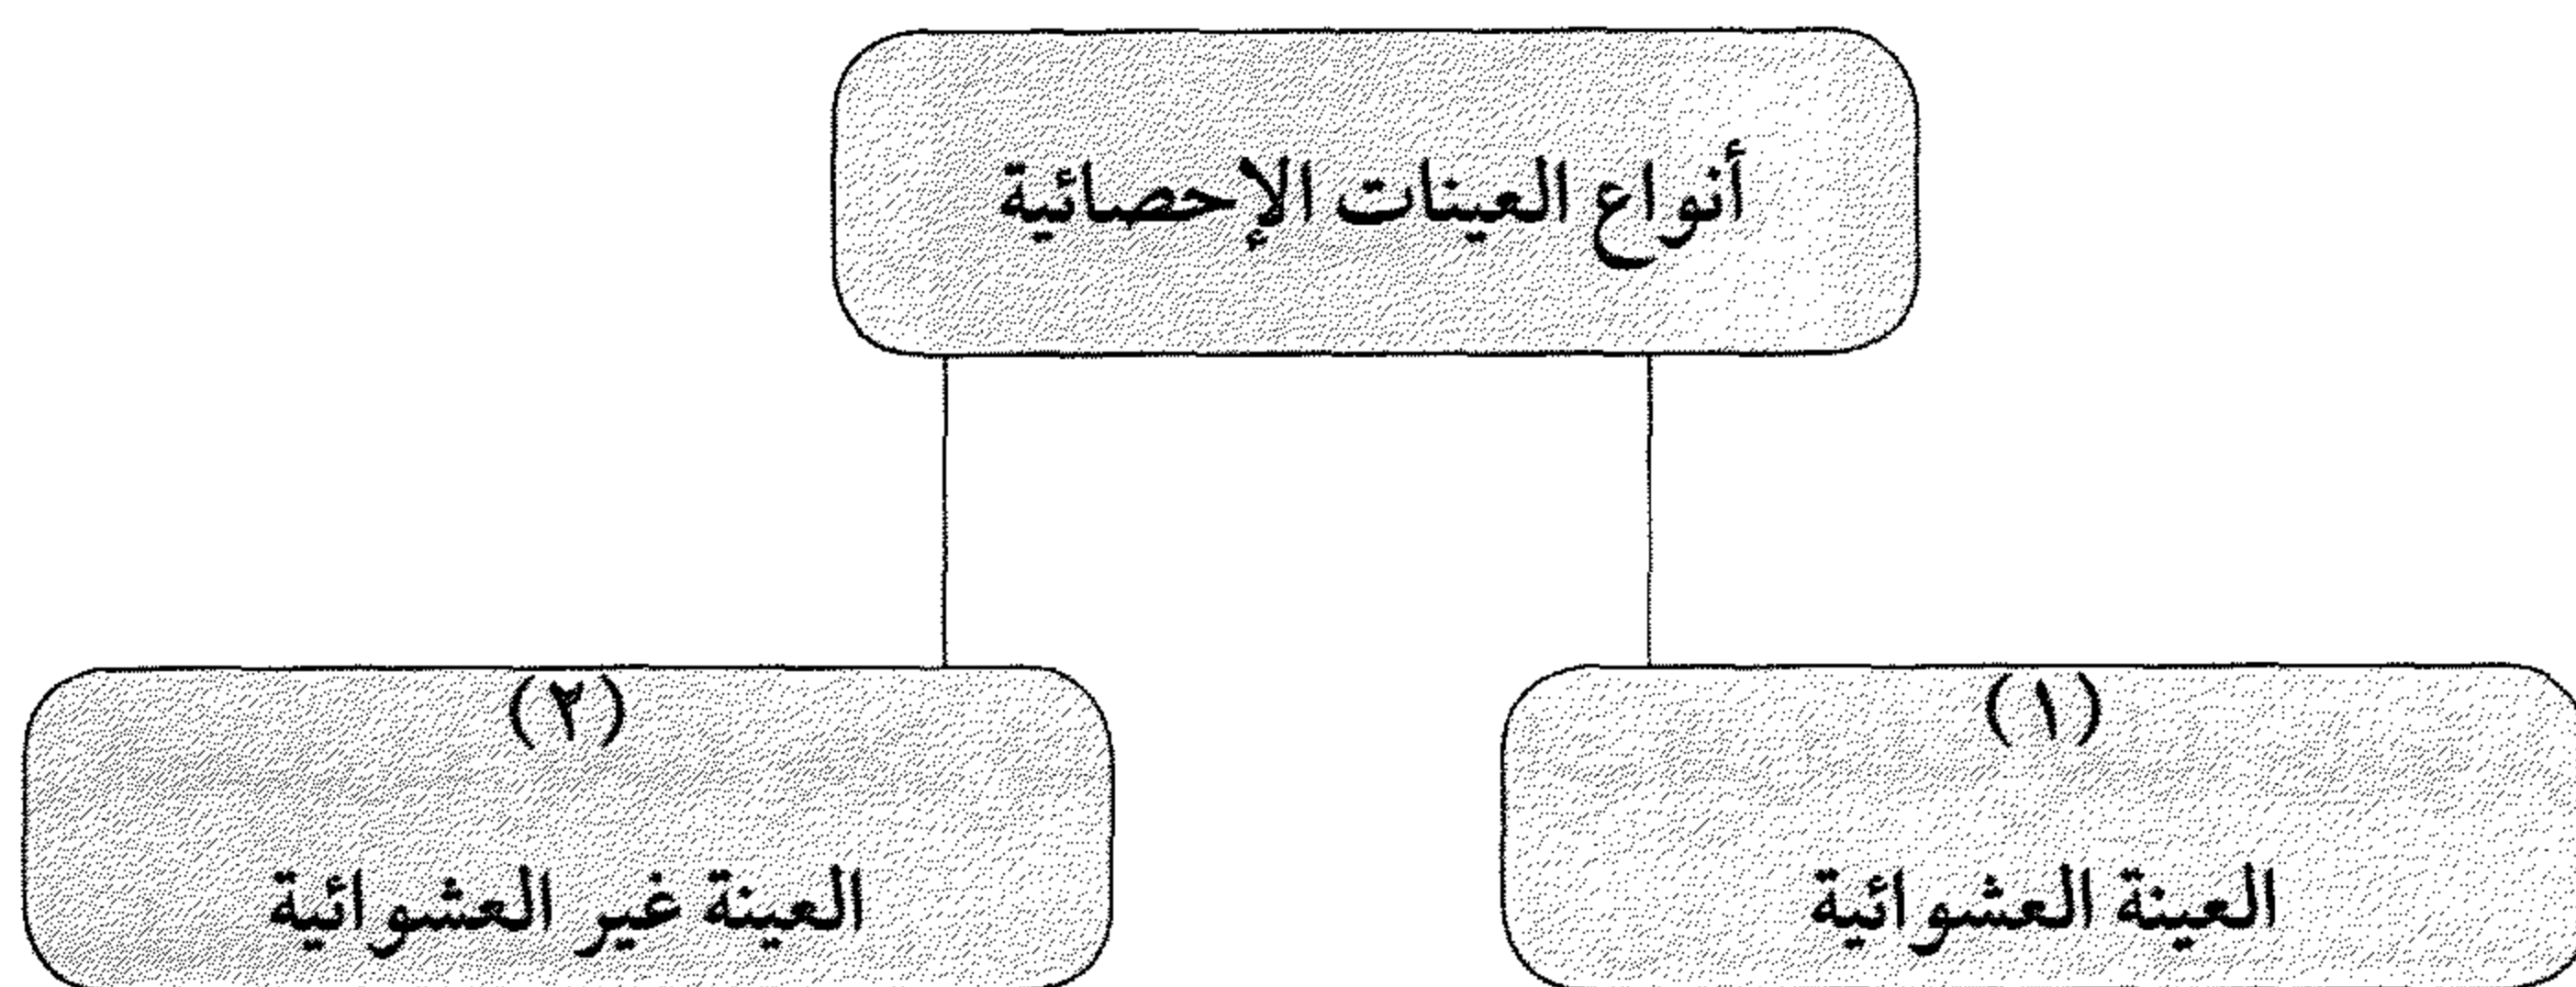 أنواع العينات الإحصائية
(١)
العينة العشوائية
(٢)
العينة غير العشوائية